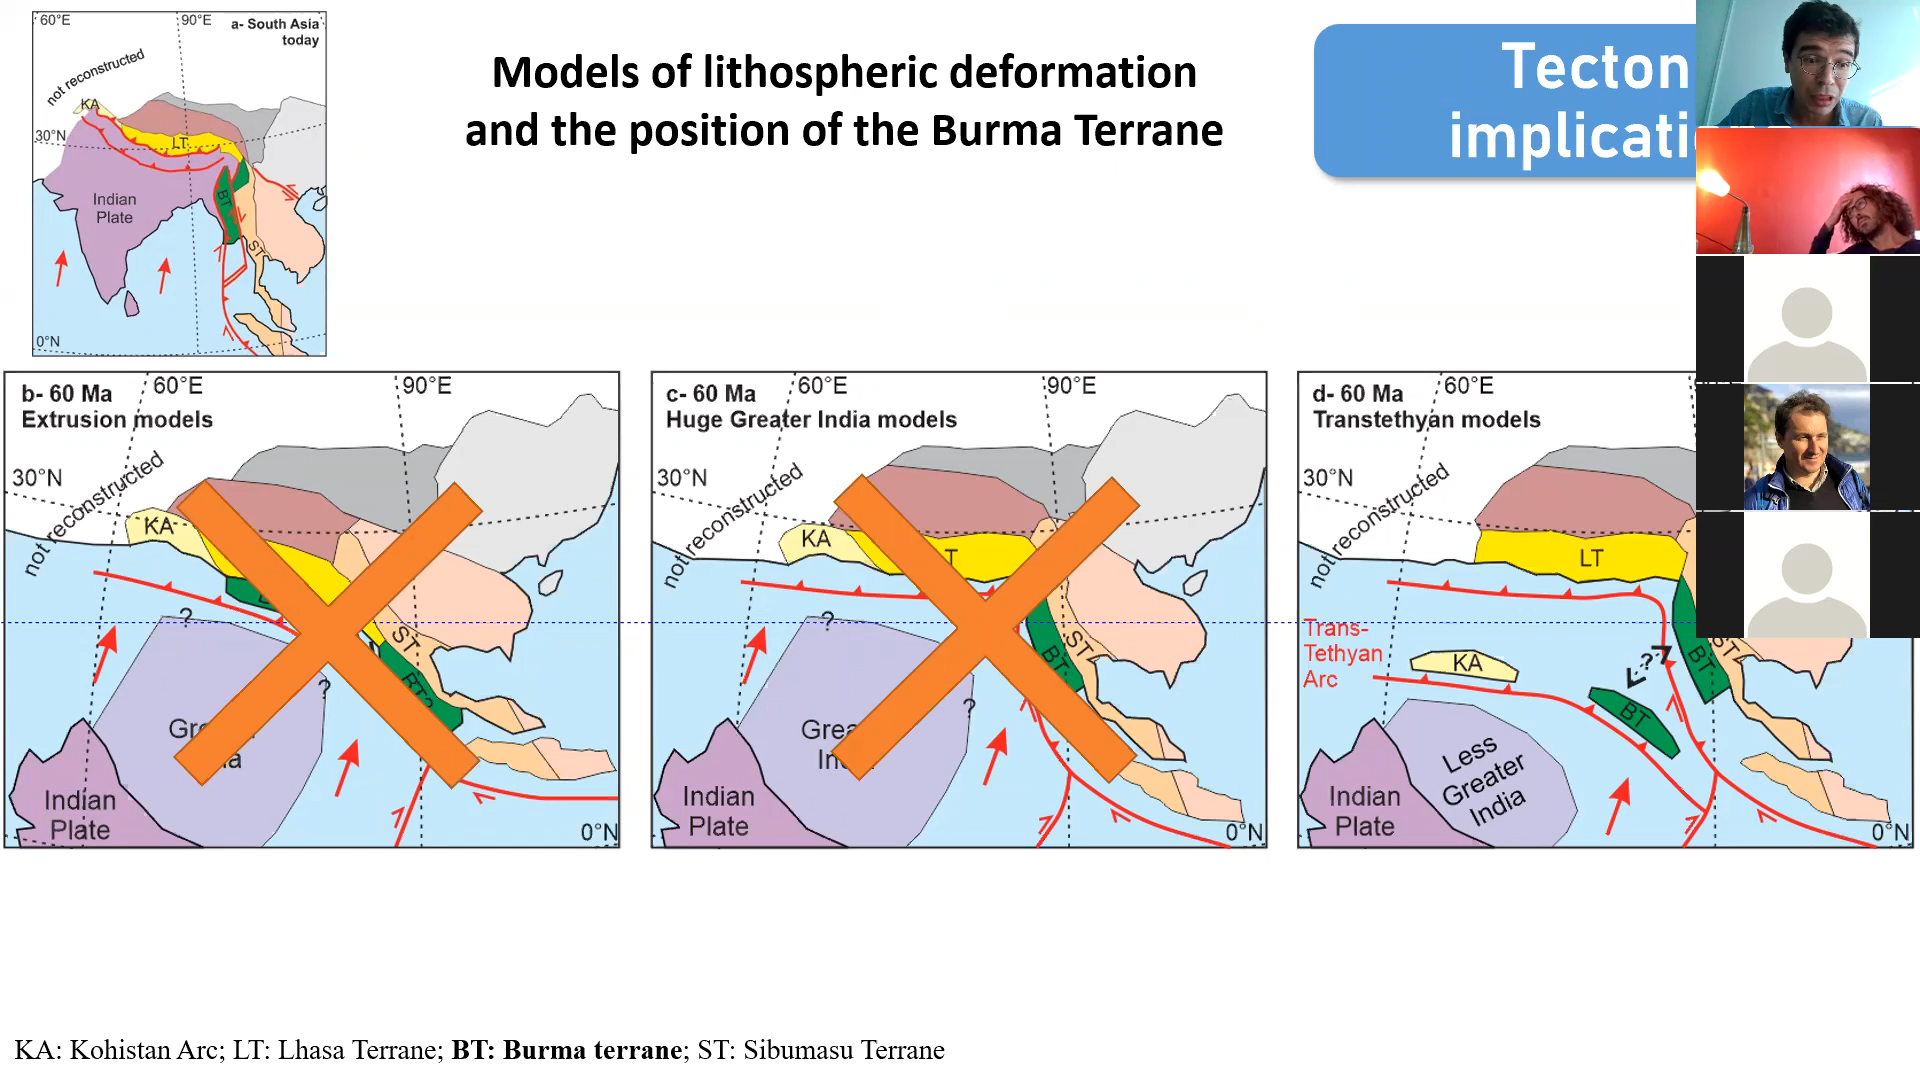 60°E
90°E
a- South Asia
today
not reconstructed
KA
30°N
LT
BT
Indian
Plate
ST
0°N
Models of lithospheric deformation
and the position of the Burma Terrane
Tecton
implicati
b- 60 Ma
Extrusion models
60°E
90°E
30°N
not reconstructed
KA
?
ST
BT?
?
Indian
Plate
0°N
c- 60 Ma
Huge Greater India models
60°E
90°E
30°N
not reconstructed
KA
?
BT
ST
?
Indian
Plate
0°N
d- 60 Ma
Transtethyan models
60°E
30°N
not reconstructed
LT
Trans-
Tethyan
Arc
KA
?
BT
BT
ST
Less
Greater
India
Indian
Plate
0°N
KA: Kohistan Arc; LT: Lhasa Terrane; BT: Burma terrane; ST: Sibumasu Terrane